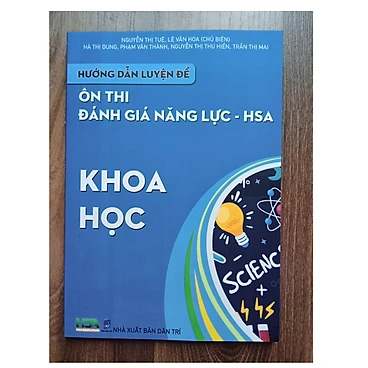 NGUYỄN THỊ TUỆ, LÊ VĂN HOA (CHỦ BIÊN)
HÀ THỊ DUNG, PHẠM VĂN THÀNH, NGUYỄN THỊ THU HIỀN, TRẦN THỊ MAI
HƯỚNG DẪN LUYỆN ĐỀ
ÔN THI
ĐÁNH GIÁ NĂNG LỰC - HSA
KHOA
HỌC
SCIENC
NHÀ XUẤT BẢN DÂN TRÍ